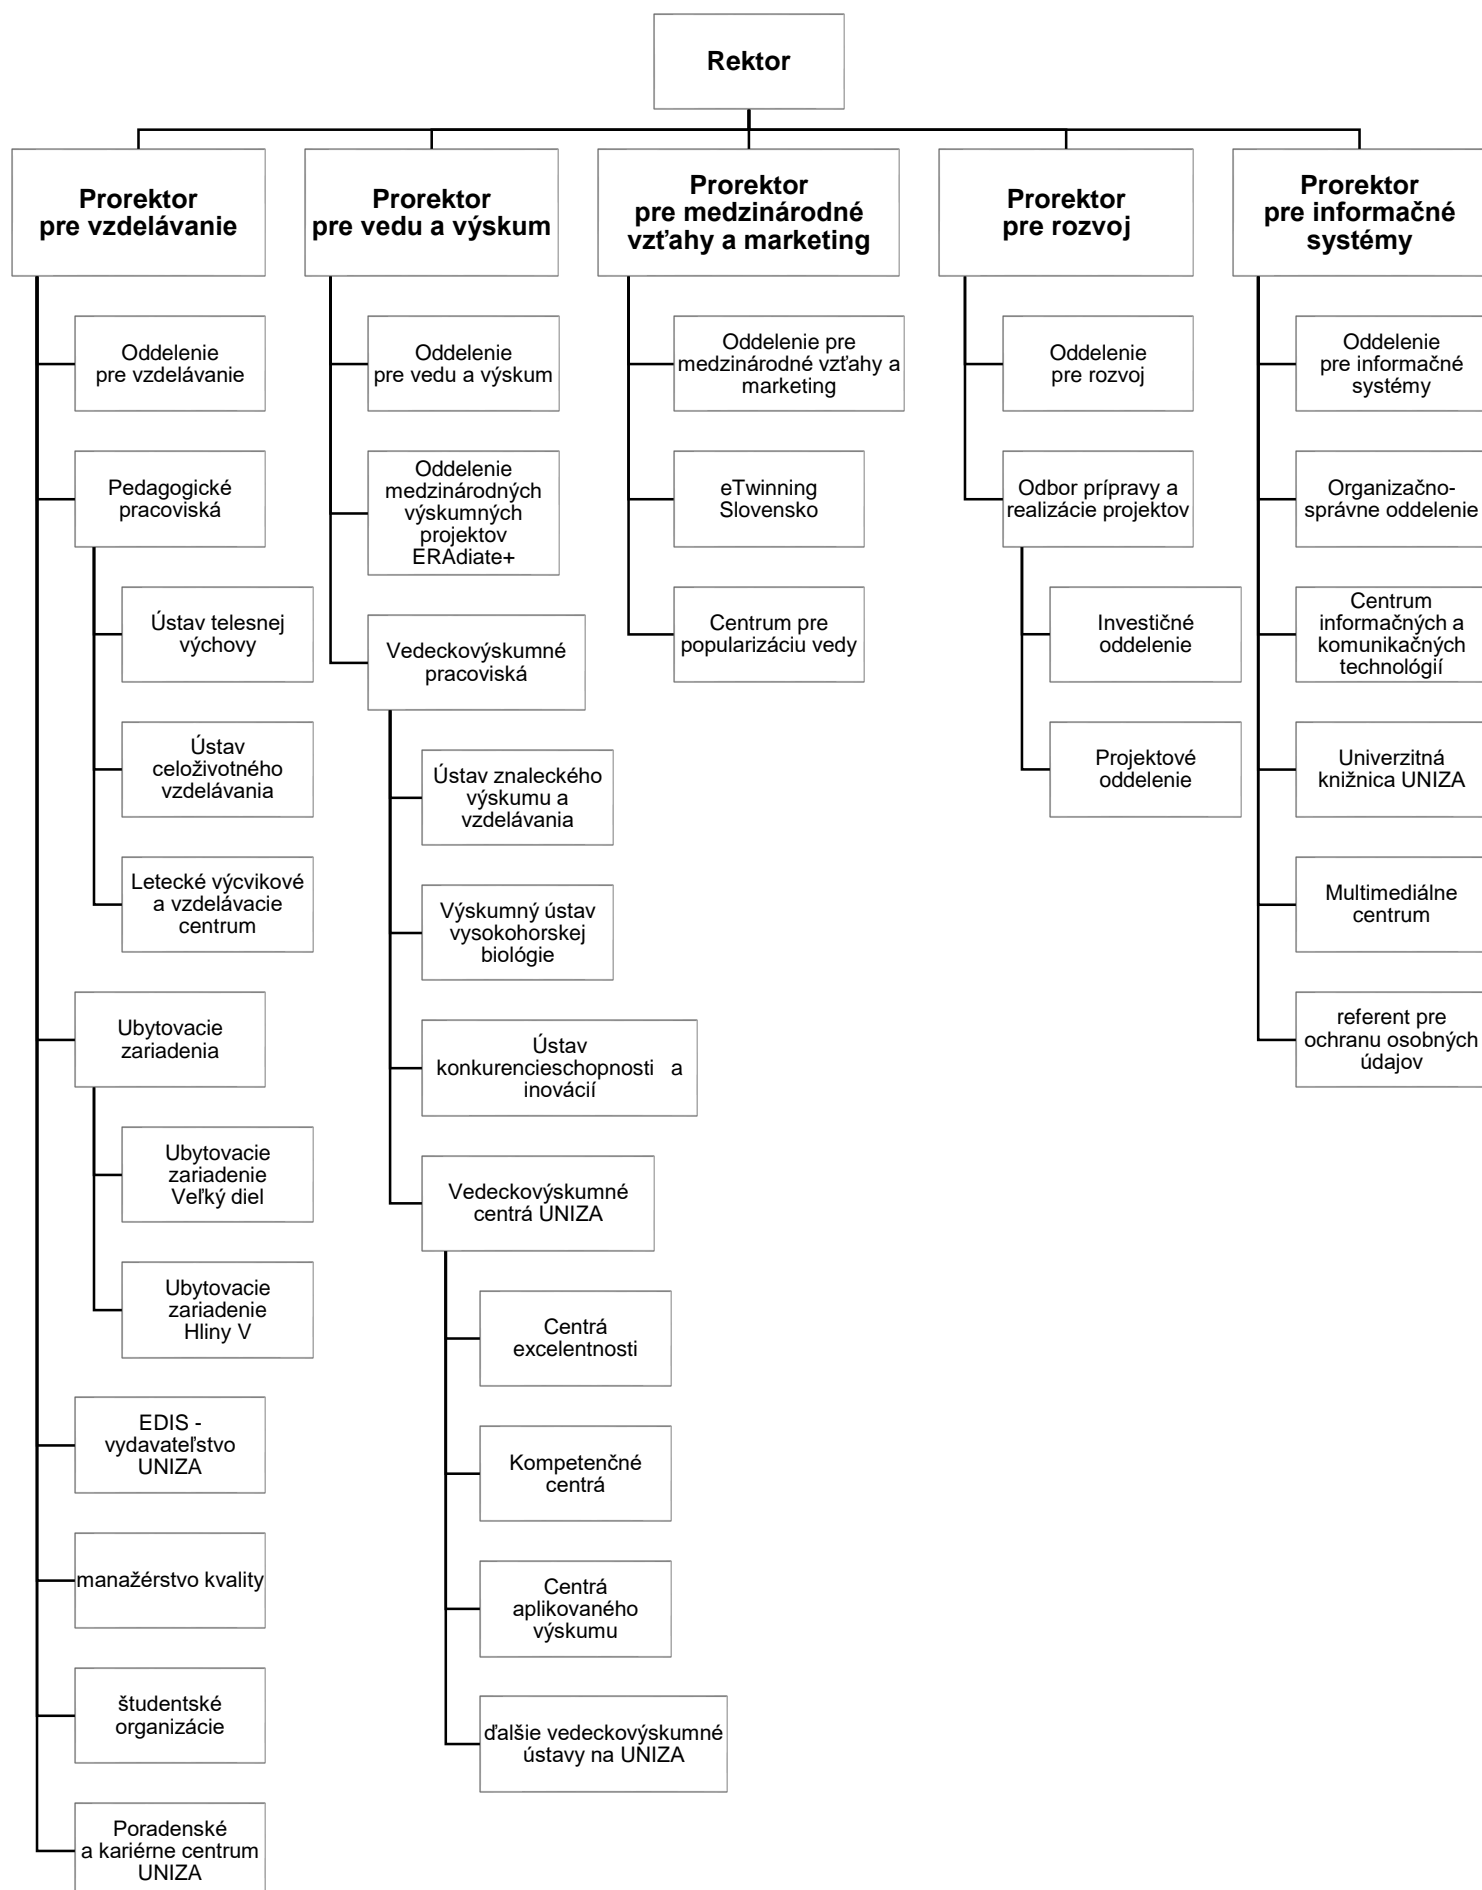 Rektor
Prorektor
pre vzdelávanie
Oddelenie
pre vzdelávanie
Pedagogické
pracoviská
Ústav telesnej
výchovy
Ústav
celoživotného
vzdelávania
Letecké výcvikové
a vzdelávacie
centrum
Ubytovacie
zariadenia
Ubytovacie
zariadenie
Veľký diel
Ubytovacie
zariadenie
Hliny V
EDIS -
vydavateľstvo
UNIZA
manažérstvo kvality
študentské
organizácie
Poradenské
a kariérne centrum
UNIZA
Prorektor
pre vedu a výskum
Oddelenie
pre vedu a výskum
Oddelenie
medzinárodných
výskumných
projektov
ERAdiate+
Vedeckovýskumné
pracoviská
Ústav znaleckého
výskumu a
vzdelávania
Výskumný ústav
vysokohorskej
biológie
Ústav
konkurencieschopnosti a
inovácií
Vedeckovýskumné
centrá UNIZA
Centrá
excelentnosti
Kompetenčné
centrá
Centrá
aplikovaného
výskumu
ďalšie vedeckovýskumné
ústavy na UNIZA
Prorektor
pre medzinárodné
vzťahy a marketing
Oddelenie pre
medzinárodné vzťahy a
marketing
eTwinning
Slovensko
Centrum pre
popularizáciu vedy
Prorektor
pre rozvoj
Oddelenie
pre rozvoj
Odbor prípravy a
realizácie projektov
Investičné
oddelenie
Projektové
oddelenie
Prorektor
pre informačné
systémy
Oddelenie
pre informačné
systémy
Organizačno-
správne oddelenie
Centrum
informačných a
komunikačných
technológií
Univerzitná
knižnica UNIZA
Multimediálne
centrum
referent pre
ochranu osobných
údajov